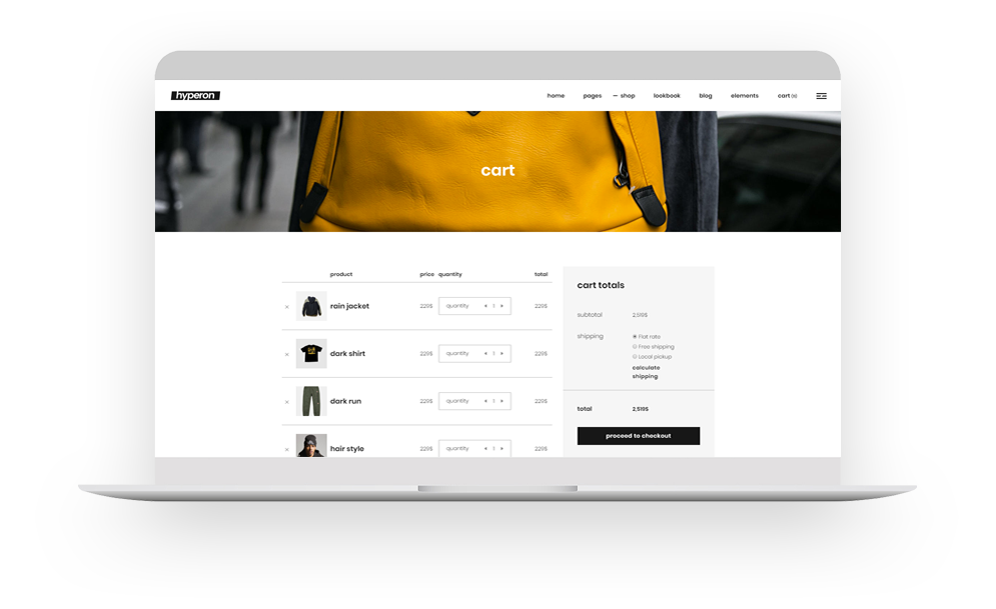 hyperon
home pages shop lookbook blog elements cart
cart
product price quantity total
rain jacket 229$ quantity 1 229$
dark shirt 229$ quantity 1 229$
dark run 229$ quantity 1 229$
hair style 229$ quantity 1 229$
cart totals
subtotal 2,519$
shipping Flat rate
Free shipping
Local pickup
calculate
shipping
total 2,519$
proceed to checkout